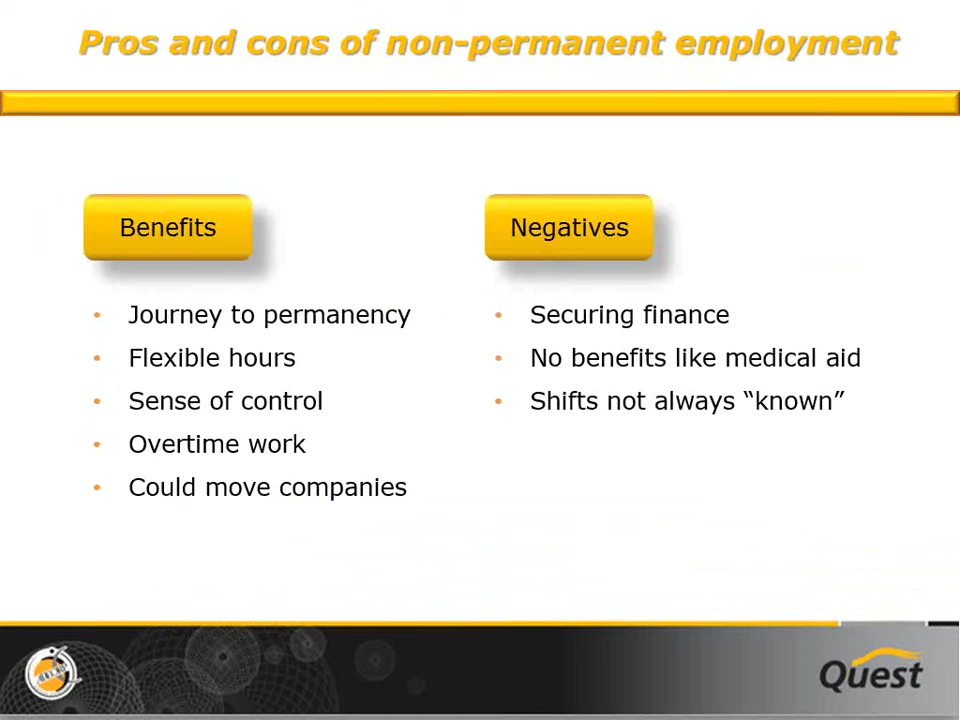 Pros and cons of non-permanent employment
Benefits
Journey to permanency
Flexible hours
Sense of control
Overtime work
Could move companies
Negatives
Securing finance
No benefits like medical aid
Shifts not always “known”
Quest